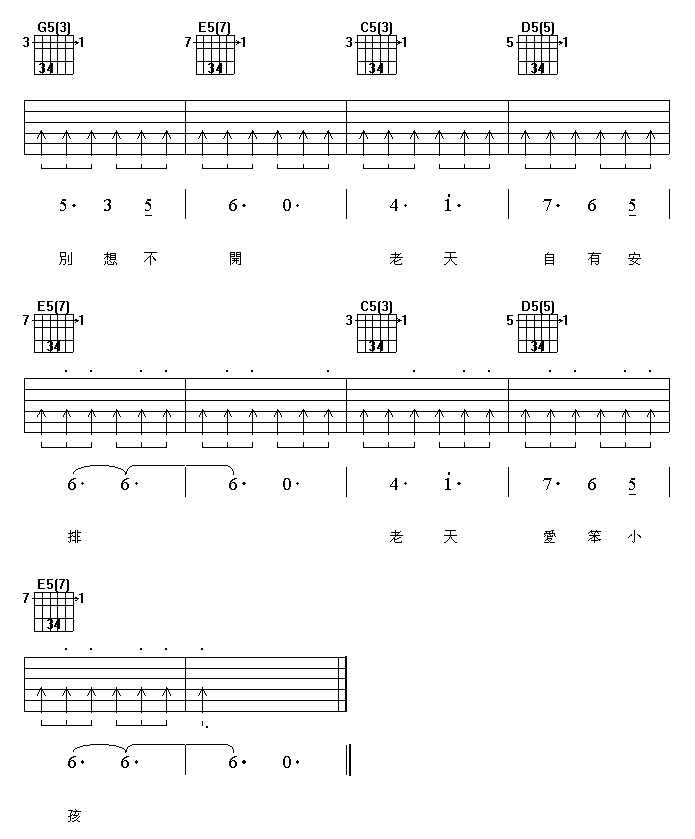 G5(3) E5(7) C5(3) D5(5)
3 1 7 1 3 1 5 1
34 34 34 34
5· 3 5 6· 0· 4· i· 7· 6 5
別 想 不 開 老 天 自 有 安
E5(7) C5(3) D5(5)
7 1 3 1 5 1
34 34 34
6· 6· 6· 0· 4· i· 7· 6 5
排 老 天 愛 笨 小
E5(7)
7 1
34
6· 6· 6· 0·
孩